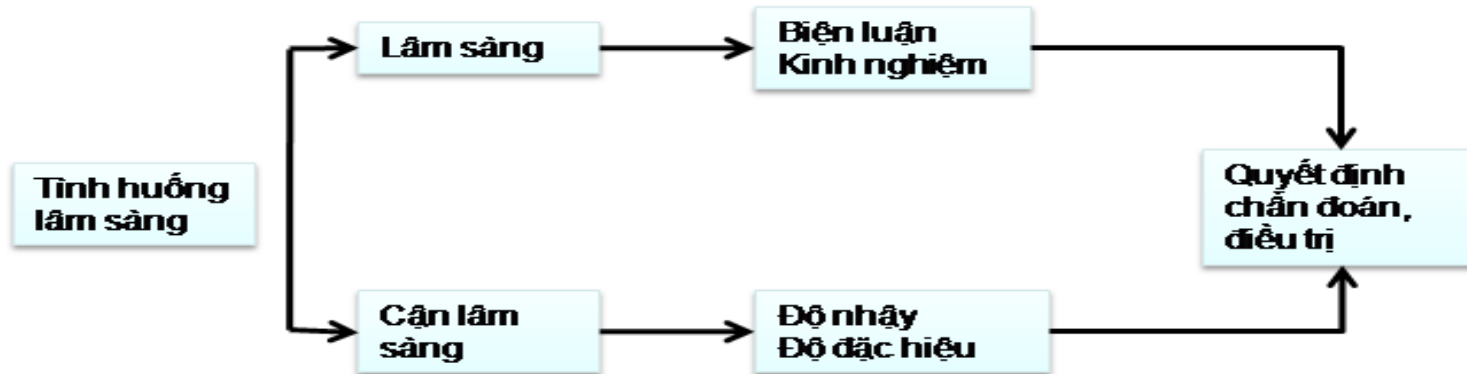 Tình huống
lâm sàng
Lâm sàng
Biện luận
Kinh nghiệm
Cận lâm
sàng
Độ nhậy
Độ đặc hiệu
Quyết định
chẩn đoán,
điều trị